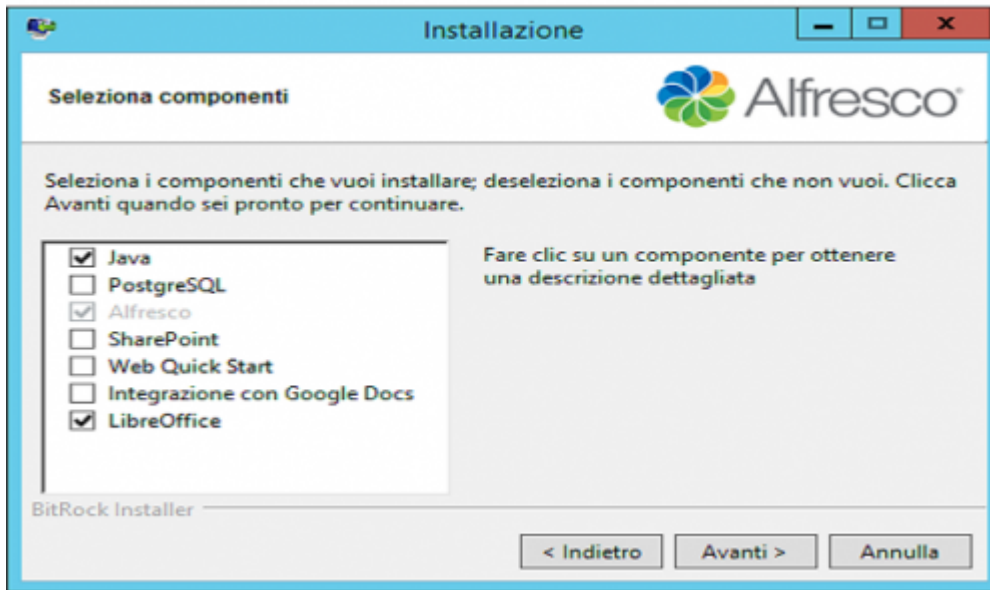 Installazione
Seleziona componenti
Alfresco
Seleziona i componenti che vuoi installare; deseleziona i componenti che non vuoi. Clicca
Avanti quando sei pronto per continuare.
Java
PostgreSQL
Alfresco
SharePoint
Web Quick Start
Integrazione con Google Docs
LibreOffice
Fare clic su un componente per ottenere
una descrizione dettagliata
BitRock Installer
< Indietro
Avanti >
Annulla